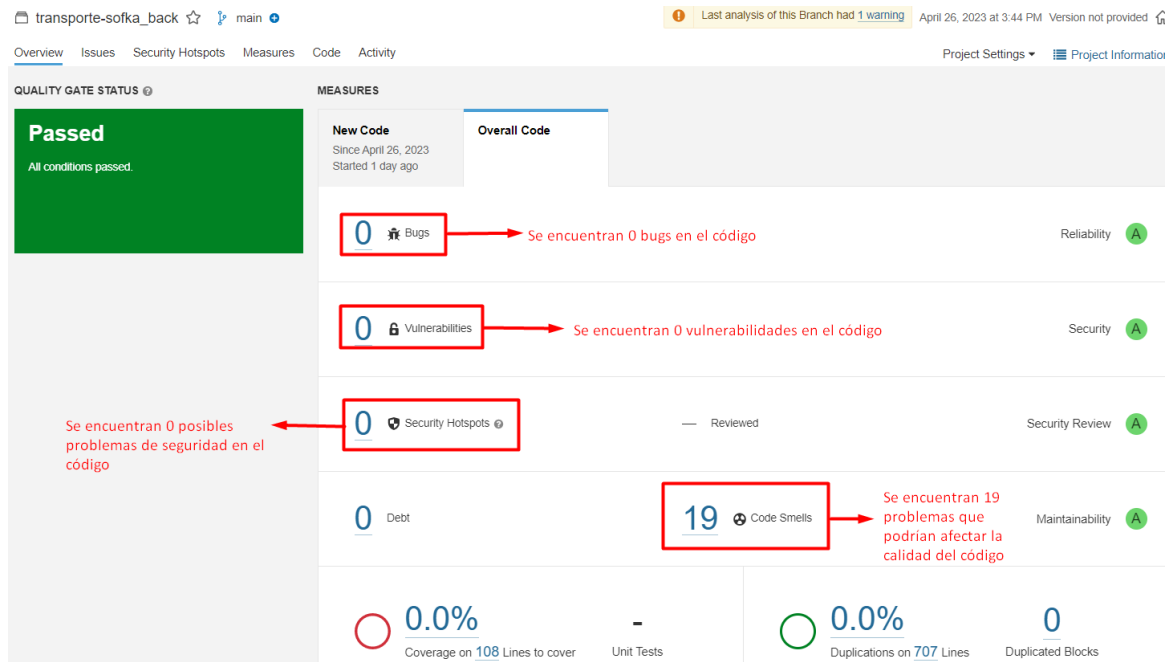 transporte-sofka_back main
Last analysis of this Branch had 1 warning April 26, 2023 at 3:44 PM Version not provided
Overview Issues Security Hotspots Measures Code Activity
Project Settings Project Information
QUALITY GATE STATUS
MEASURES
Passed
All conditions passed.
New Code
Since April 26, 2023
Started 1 day ago
Overall Code
0 Bugs
Se encuentran 0 bugs en el código
Reliability A
0 Vulnerabilities
Se encuentran 0 vulnerabilidades en el código
Security A
Se encuentran 0 posibles
problemas de seguridad en el
código
0 Security Hotspots
— Reviewed
Security Review A
0 Debt
19 Code Smells
Se encuentran 19
problemas que
podrían afectar la
calidad del código
Maintainability A
0.0%
Coverage on 108 Lines to cover
-
Unit Tests
0.0%
Duplications on 707 Lines
0
Duplicated Blocks